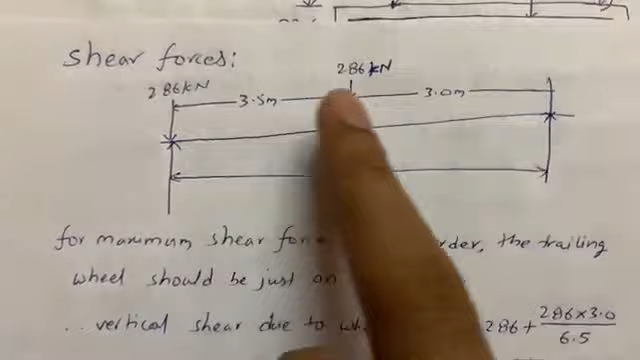 shear forces:
286kN
286kN
3.5m
3.0m
for maximum shear for rder, the trailing
wheel should be just on
.. vertical shear due to wh 286 + 286×3.0 / 6.5